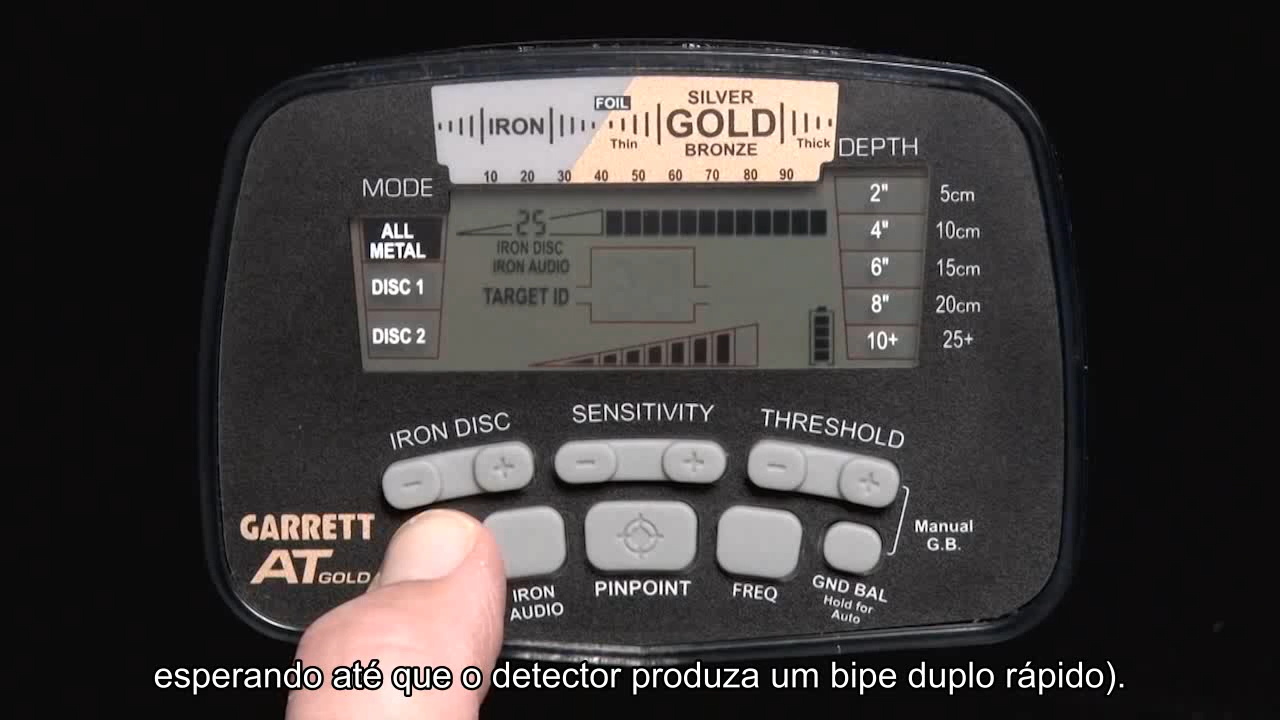 FOIL
SILVER
IRON
GOLD
Thin
BRONZE
Thick
DEPTH
10 20 30 40 50 60 70 80 90
MODE
2" 5cm
ALL
METAL
25
4" 10cm
IRON DISC
IRON AUDIO
6" 15cm
DISC 1
TARGET ID
8" 20cm
DISC 2
10+ 25+
IRON DISC
SENSITIVITY
THRESHOLD
- +
- +
- +
GARRETT
AT GOLD
Manual
G.B.
IRON
AUDIO
PINPOINT
FREQ
GND BAL
Hold for
Auto
esperando até que o detector produza um bipe duplo rápido).